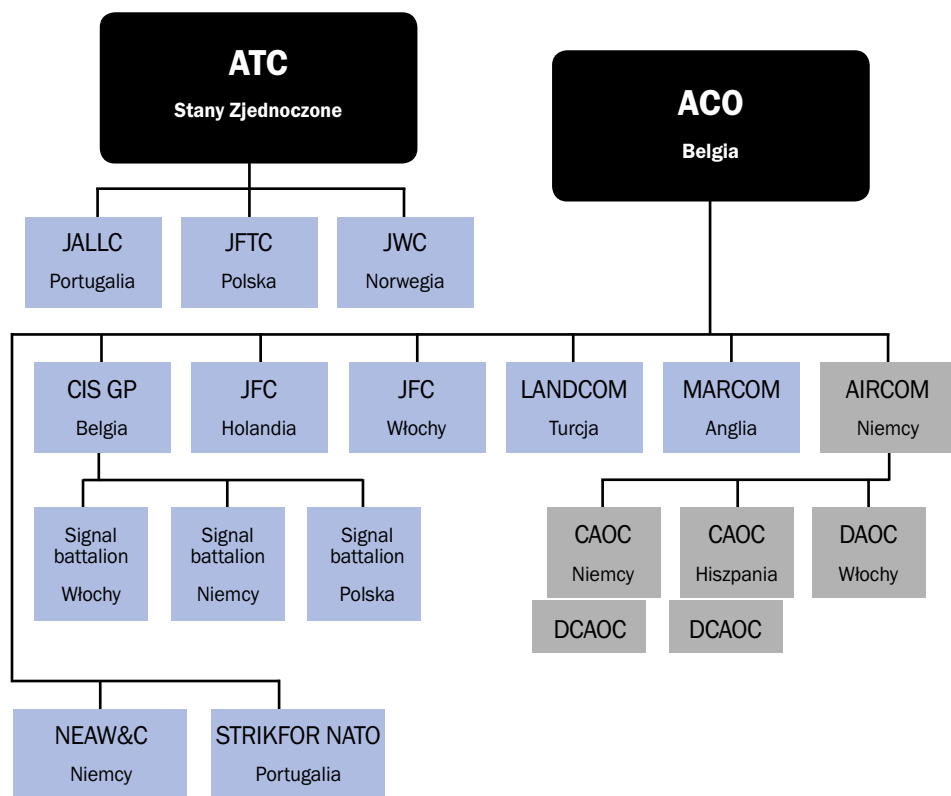 ATC
Stany Zjednoczone
ACO
Belgia
JALLC
Portugalia
JFTC
Polska
JWC
Norwegia
CIS GP
Belgia
JFC
Holandia
JFC
Włochy
LANDCOM
Turcja
MARCOM
Anglia
AIRCOM
Niemcy
Signal
battalion
Włochy
Signal
battalion
Niemcy
Signal
battalion
Polska
CAOC
Niemcy
CAOC
Hiszpania
DAOC
Włochy
DCAOC
DCAOC
NEAW&C
Niemcy
STRIKFOR NATO
Portugalia